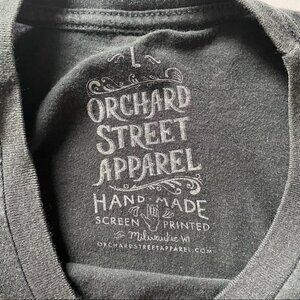 L
ORCHARD
STREET
APPAREL
HAND MADE
SCREEN PRINTED
Milwaukee WI
ORCHARDSTREETAPPAREL.COM